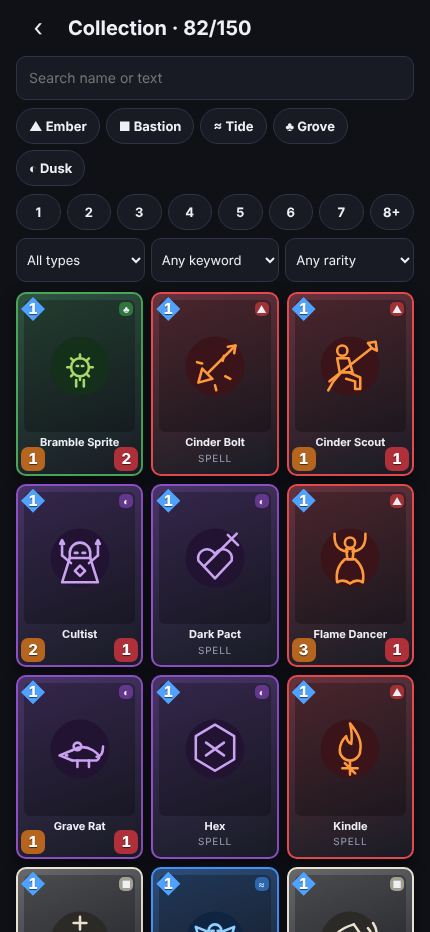 Collection · 82/150
Search name or text
▲ Ember ■ Bastion ≈ Tide ♣ Grove
Dusk
1 2 3 4 5 6 7 8+
All types Any keyword Any rarity
1 1 1
Bramble Sprite Cinder Bolt Cinder Scout
SPELL
1 2 1 1
1 1 1
Cultist Dark Pact Flame Dancer
SPELL
2 1 3 1
1 1 1
Grave Rat Hex Kindle
SPELL SPELL
1 1
1 1 1